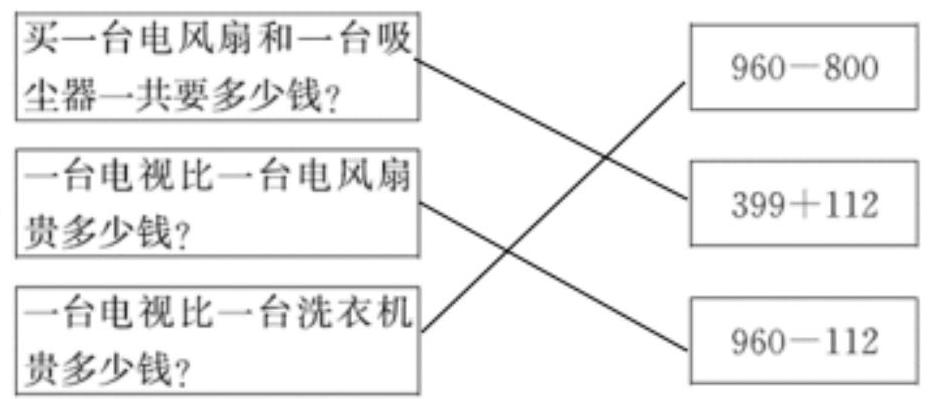 买一台电风扇和一台吸
尘器一共要多少钱?
960－800
一台电视比一台电风扇
贵多少钱?
399＋112
一台电视比一台洗衣机
贵多少钱?
960－112